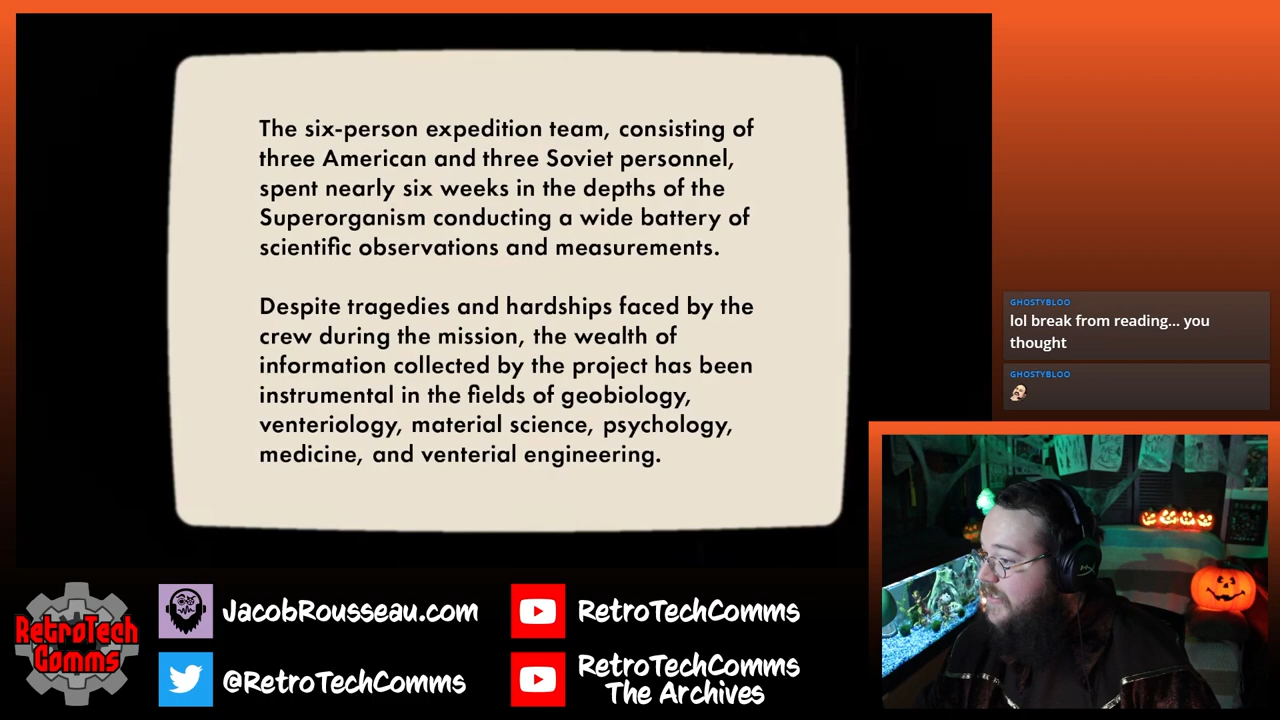 The six-person expedition team, consisting of
three American and three Soviet personnel,
spent nearly six weeks in the depths of the
Superorganism conducting a wide battery of
scientific observations and measurements.
Despite tragedies and hardships faced by the
crew during the mission, the wealth of
information collected by the project has been
instrumental in the fields of geobiology,
venteriology, material science, psychology,
medicine, and venterial engineering.
GHOSTYBLOO
lol break from reading... you
thought
GHOSTYBLOO
RetroTech
Comms
JacobRousseau.com
@RetroTechComms
RetroTechComms
RetroTechComms
The Archives